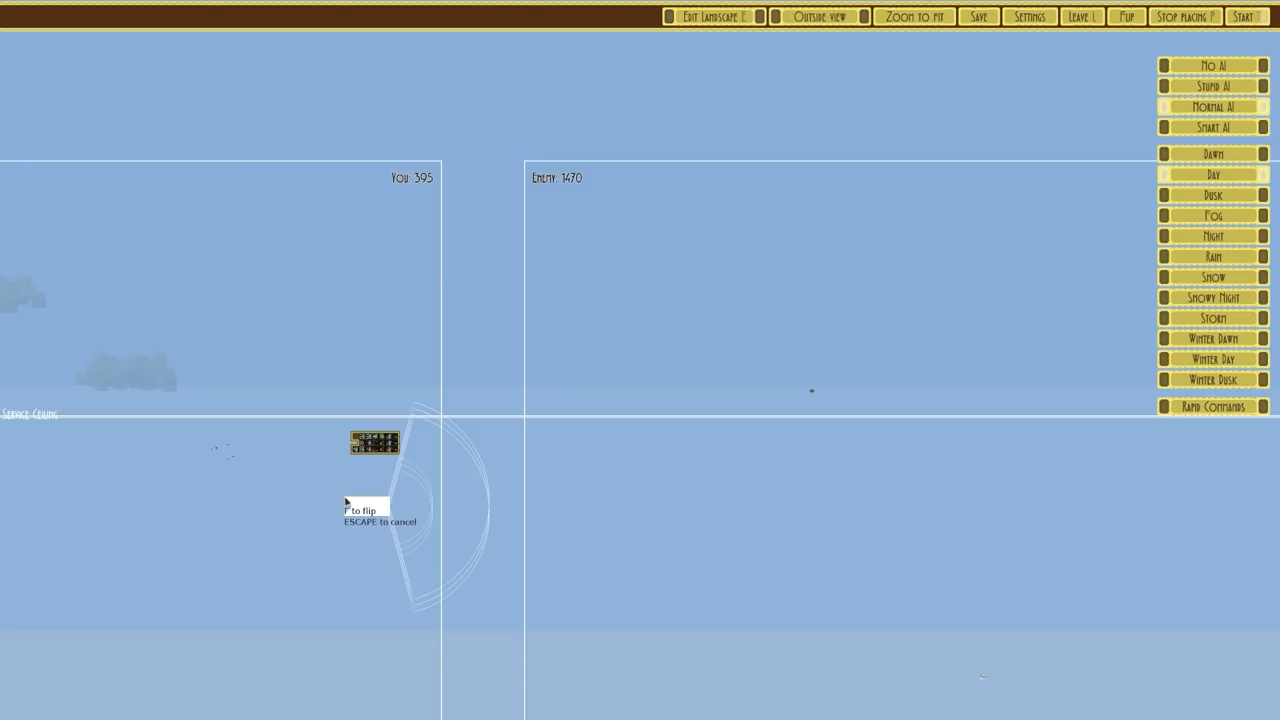 Edit Landscape E
Outside view
Zoom to fit
Save
Settings
Leave L
Flip
Stop placing P
Start
No AI
Stupid AI
Normal AI
Smart AI
Dawn
Day
Dusk
Fog
Night
Rain
Snow
Snowy Night
Storm
Winter Dawn
Winter Day
Winter Dusk
Rapid Commands
You: 395
Enemy: 1470
Service Ceiling
F to flip
ESCAPE to cancel